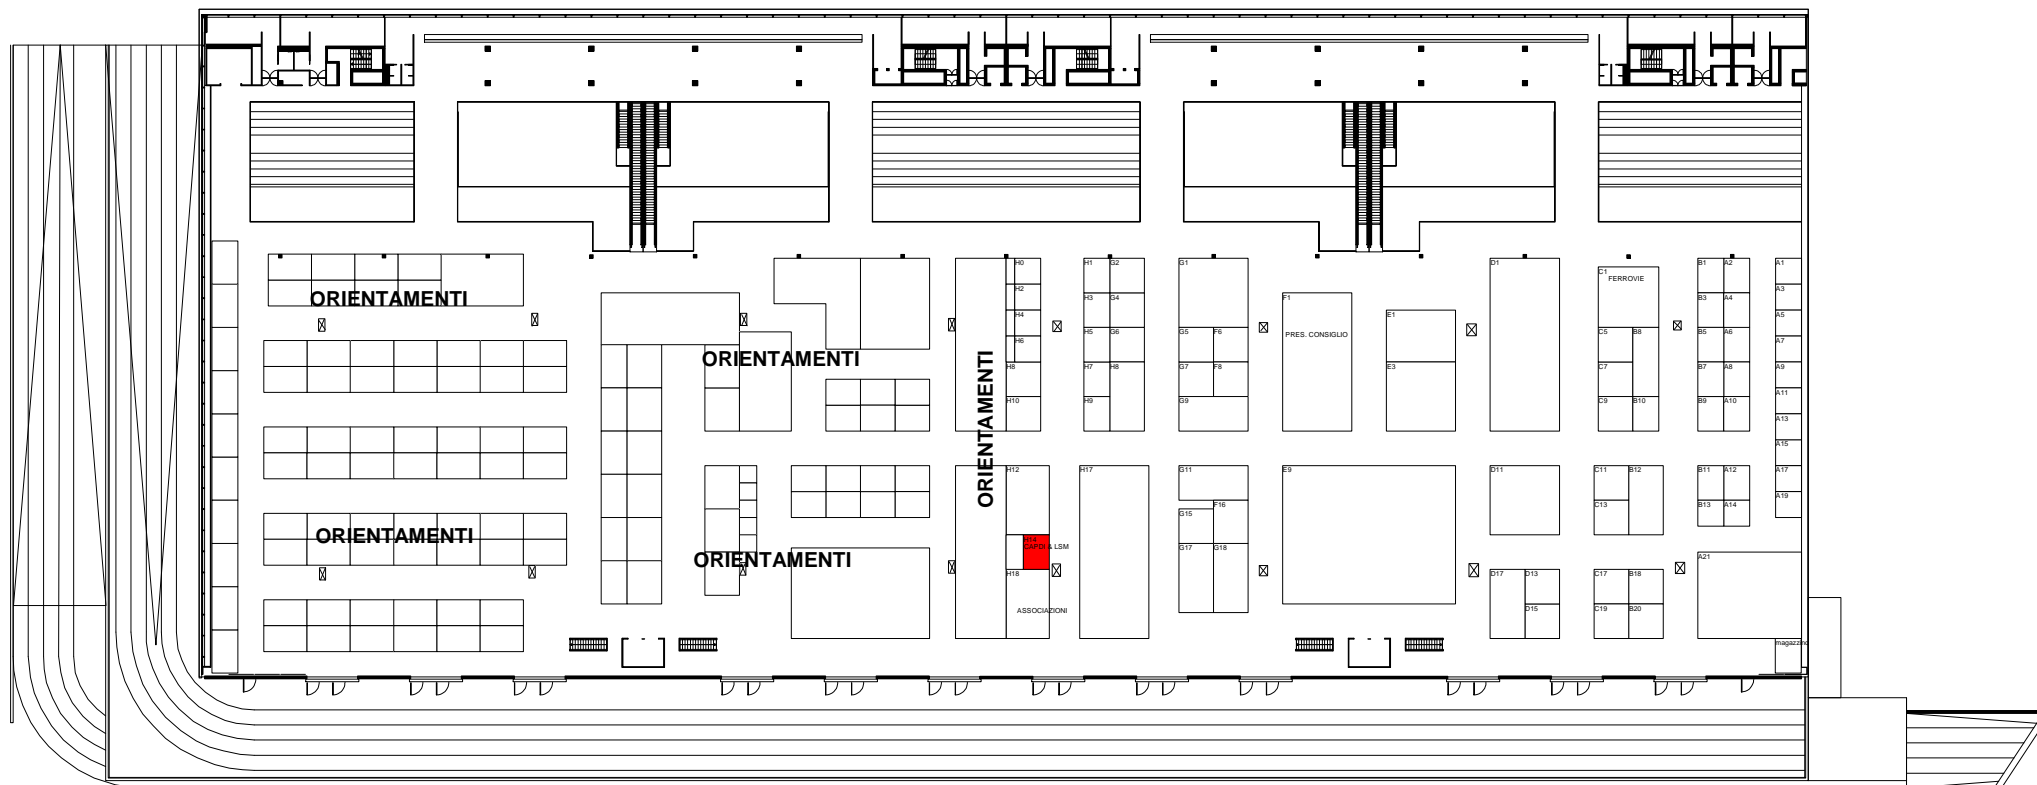 H0
H1
G2
G1
D1
C1
FERROVIE
B1
A2
A1
H2
H3
G4
F1
B3
A4
A3
ORIENTAMENTI
H4
E1
A5
H5
G6
G5
F6
PRES. CONSIGLIO
C5
B8
B5
A6
H6
A7
ORIENTAMENTI
ORIENTAMENTI
H8
H7
H8
G7
F8
E3
C7
B7
A8
A9
A11
H10
H9
G9
C9
B10
B9
A10
A13
A15
H12
H17
G11
E9
D11
C11
B12
B11
A12
A17
A19
F16
C13
B13
A14
G15
ORIENTAMENTI
H14
CAPDI & LSM
G17
G18
ORIENTAMENTI
A21
H18
D17
D13
C17
B18
ASSOCIAZIONI
D15
C19
B20
magazzino